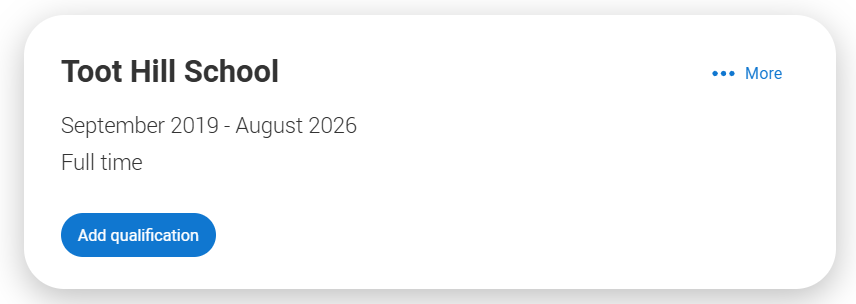 Toot Hill School
••• More
September 2019 - August 2026
Full time
Add qualification